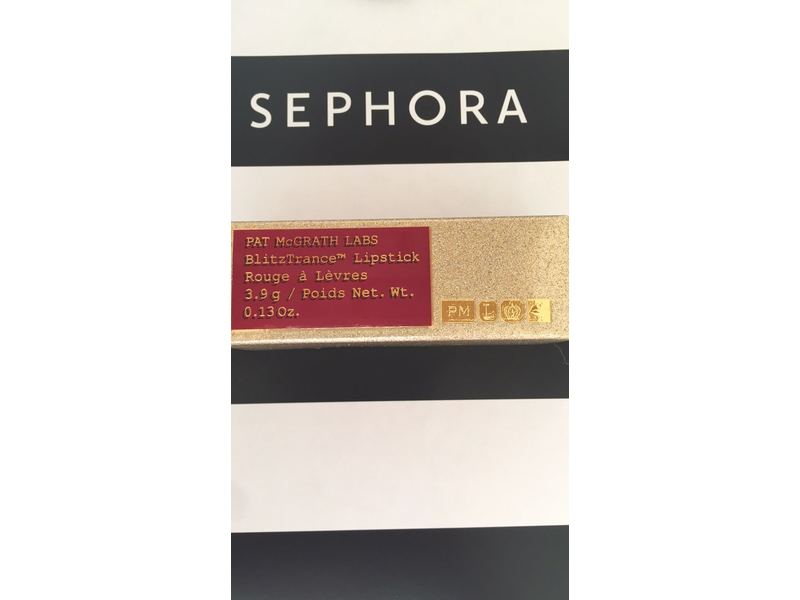 SEPHORA
PAT McGRATH LABS
BlitzTrance™ Lipstick
Rouge à Lèvres
3.9 g / Poids Net. Wt.
0.13 Oz.
PM L